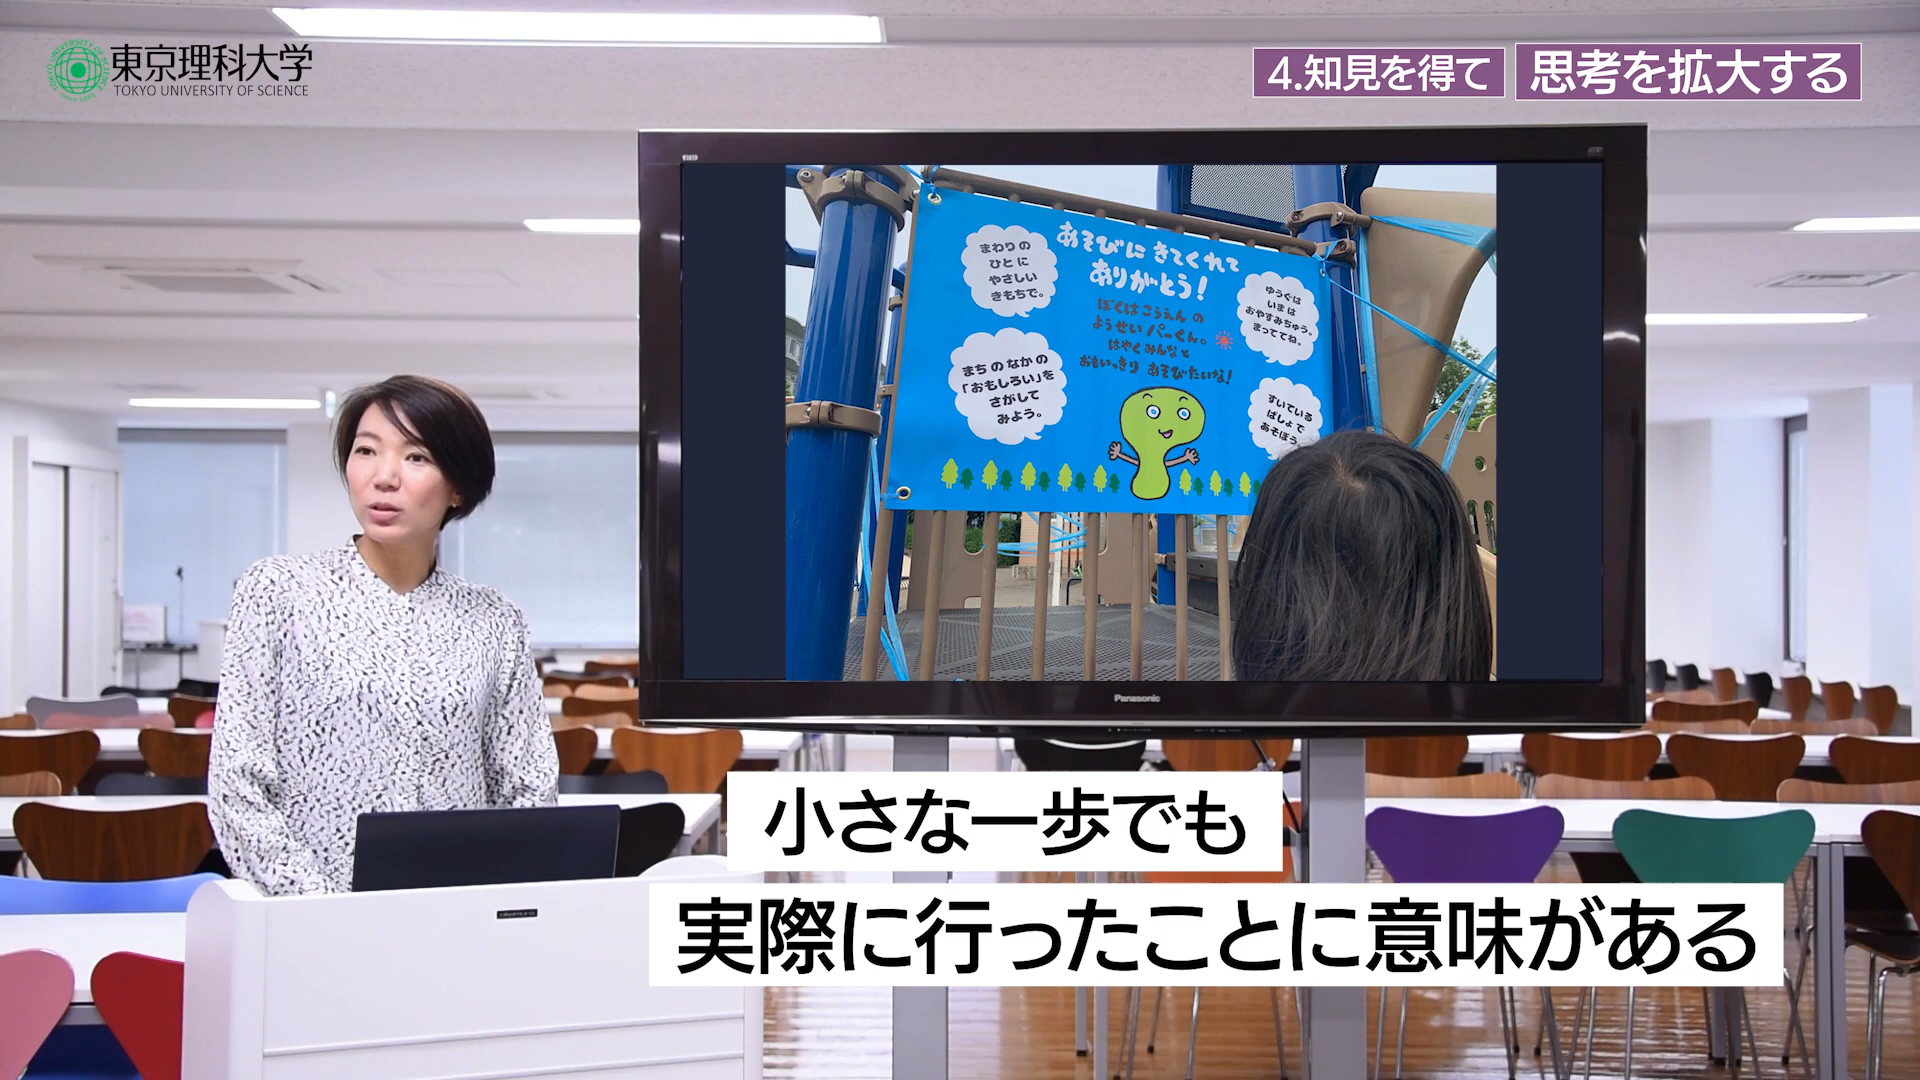 東京理科大学
TOKYO UNIVERSITY OF SCIENCE
4.知見を得て 思考を拡大する
あそびに きてくれて
ありがとう！
まわりの
ひとに
やさしい
きもちで。
ぼくは こうえん の
ようせい パーくん。
はやく みんなと
おもいっきり あそびたいな！
ゆうぐは
いまは
おやすみちゅう。
まっててね。
まちのなかの
「おもしろい」を
さがして
みよう。
すいている
ばしょで
あそぼう。
Panasonic
小さな一歩でも
実際に行ったことに意味がある